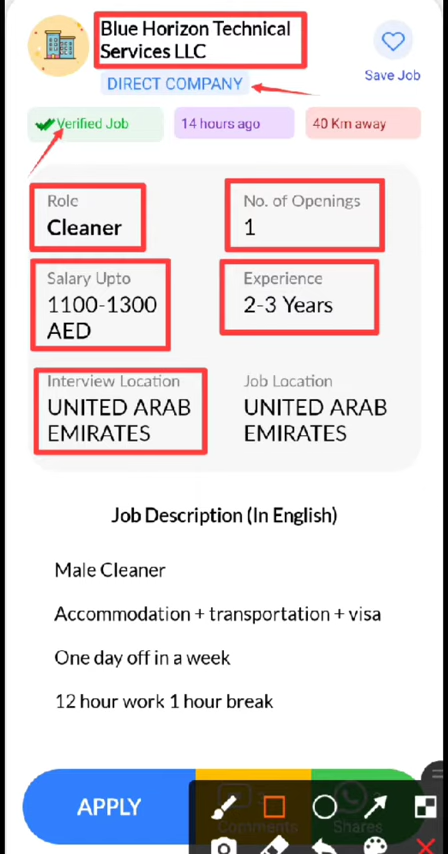 Blue Horizon Technical
Services LLC
DIRECT COMPANY
Save Job
Verified Job
14 hours ago
40 Km away
Role
Cleaner
No. of Openings
1
Salary Upto
1100-1300
AED
Experience
2-3 Years
Interview Location
UNITED ARAB
EMIRATES
Job Location
UNITED ARAB
EMIRATES
Job Description (In English)
Male Cleaner
Accommodation + transportation + visa
One day off in a week
12 hour work 1 hour break
APPLY
Comments
Shares